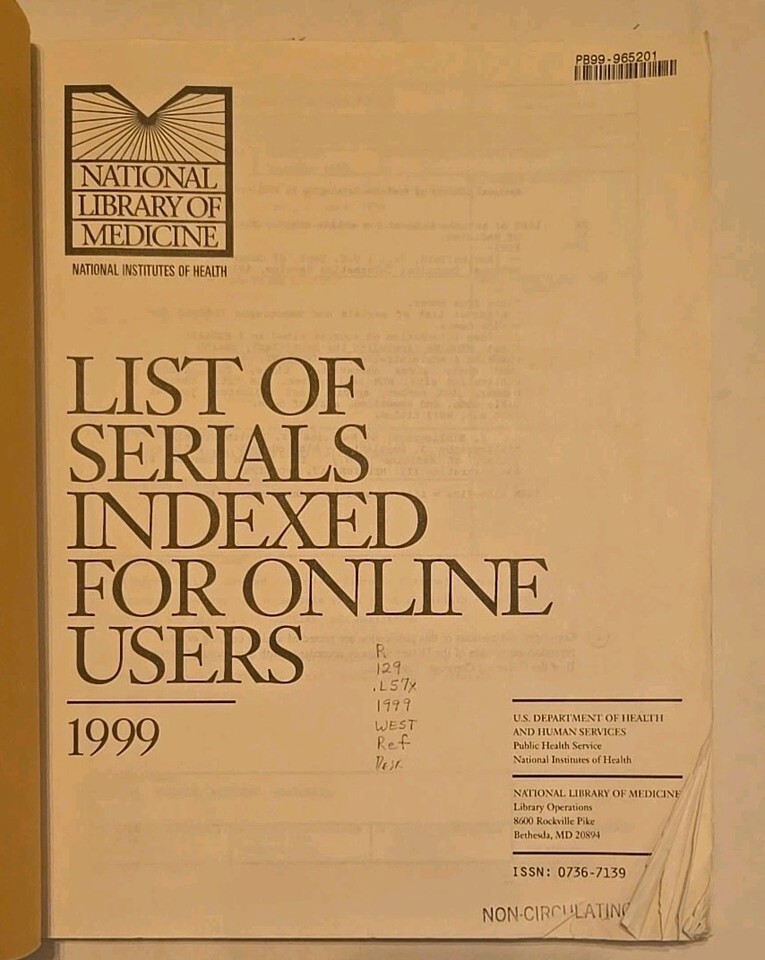 PB99-965201
NATIONAL
LIBRARY OF
MEDICINE
NATIONAL INSTITUTES OF HEALTH
LIST OF
SERIALS
INDEXED
FOR ONLINE
USERS
1999
R
129
.L57x
1999
WEST
Ref
Desk
U.S. DEPARTMENT OF HEALTH
AND HUMAN SERVICES
Public Health Service
National Institutes of Health
NATIONAL LIBRARY OF MEDICINE
Library Operations
8600 Rockville Pike
Bethesda, MD 20894
ISSN: 0736-7139
NON-CIRCULATING